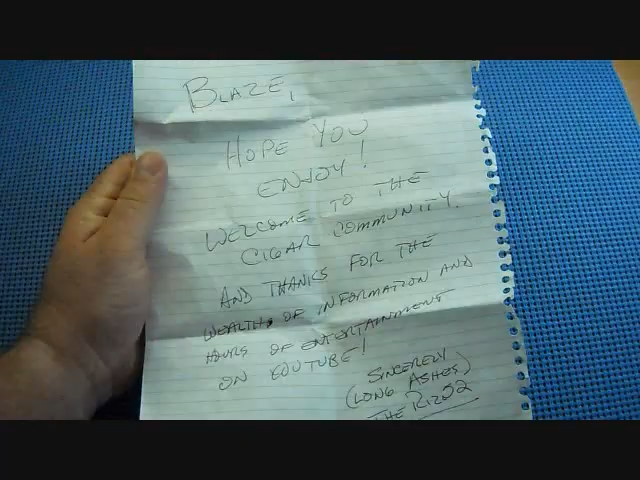 BLAZE,
HOPE YOU
ENJOY!
WELCOME TO THE
CIGAR COMMUNITY.
AND THANKS FOR THE
WEALTH OF INFORMATION AND
HOURS OF ENTERTAINMENT
ON YOUTUBE!
SINCERELY
(LONG ASHES)
THE RIZ02